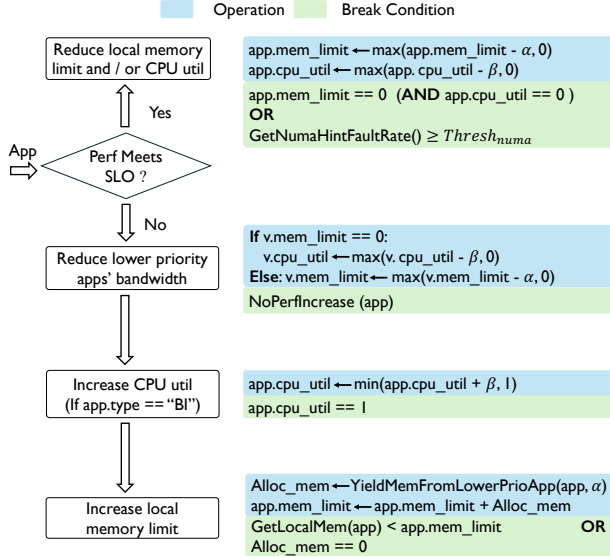 Operation
Break Condition
Reduce local memory
limit and / or CPU util
app.mem_limit ← max(app.mem_limit - α, 0)
app.cpu_util ← max(app. cpu_util - β, 0)
app.mem_limit == 0 (AND app.cpu_util == 0 )
OR
GetNumaHintFaultRate() ≥ Thresh_numa
Yes
App
Perf Meets
SLO ?
No
Reduce lower priority
apps' bandwidth
If v.mem_limit == 0:
v.cpu_util ← max(v. cpu_util - β, 0)
Else: v.mem_limit ← max(v.mem_limit - α, 0)
NoPerfIncrease (app)
Increase CPU util
(If app.type == “BI”)
app.cpu_util ← min(app.cpu_util + β, 1)
app.cpu_util == 1
Increase local
memory limit
Alloc_mem ← YieldMemFromLowerPrioApp(app, α)
app.mem_limit ← app.mem_limit + Alloc_mem
GetLocalMem(app) < app.mem_limit OR
Alloc_mem == 0